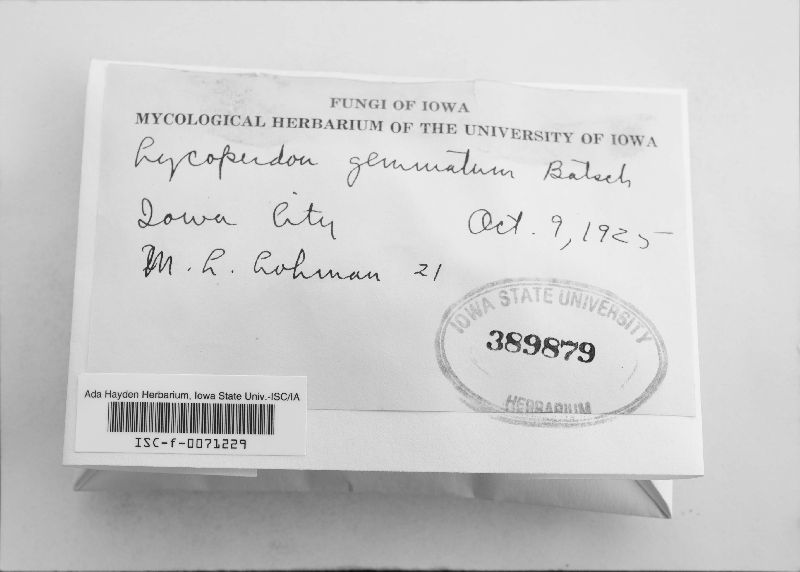 FUNGI OF IOWA
MYCOLOGICAL HERBARIUM OF THE UNIVERSITY OF IOWA
Lycoperdon gemmatum Batsch
Iowa City Oct. 9, 1925
M. L. Lohman 21
IOWA STATE UNIVERSITY
389879
HERBARIUM
Ada Hayden Herbarium, Iowa State Univ.-ISC/IA
ISC-f-0071229